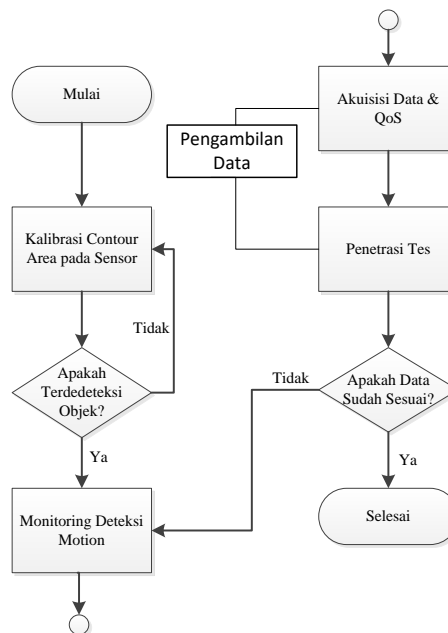 Mulai
Kalibrasi Contour
Area pada Sensor
Tidak
Apakah
Terdedeteksi
Objek?
Ya
Monitoring Deteksi
Motion
Akuisisi Data &
QoS
Pengambilan
Data
Penetrasi Tes
Tidak
Apakah Data
Sudah Sesuai?
Ya
Selesai